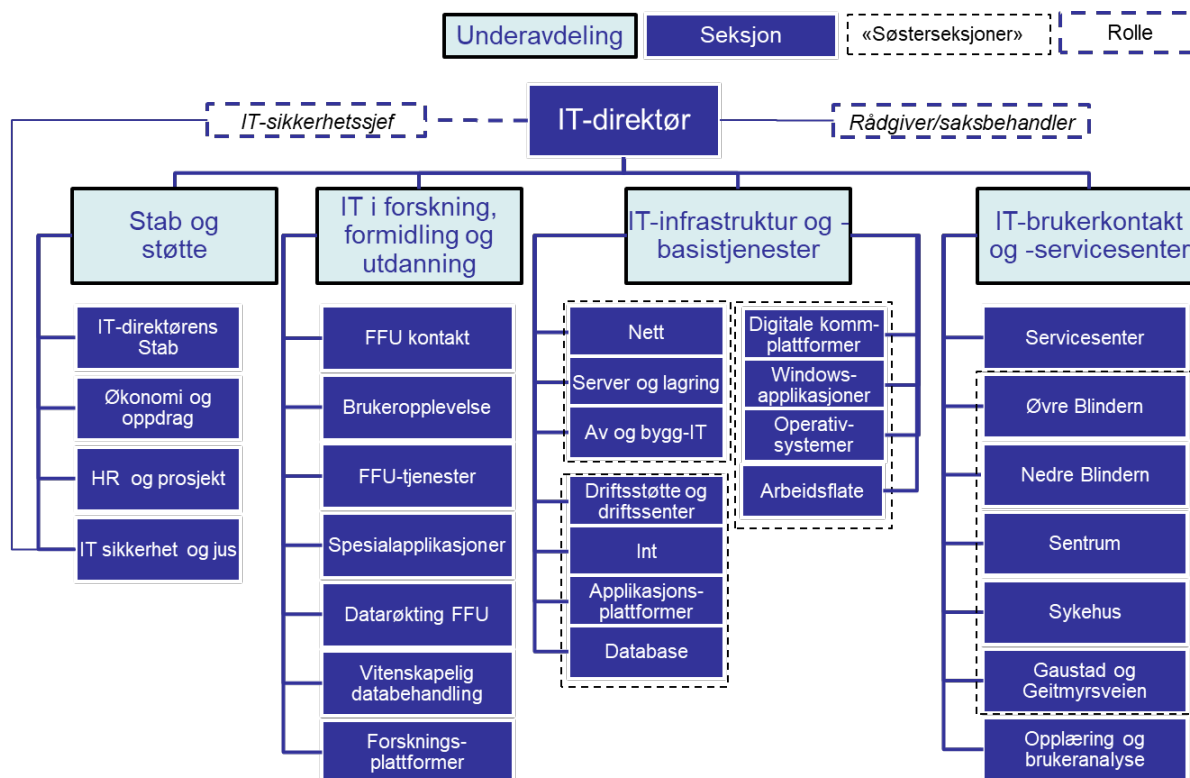 Underavdeling
Seksjon
«Søsterseksjoner»
Rolle
IT-sikkerhetssjef
IT-direktør
Rådgiver/saksbehandler
Stab og
støtte
IT-direktørens
Stab
Økonomi og
oppdrag
HR og prosjekt
IT sikkerhet og jus
IT i forskning,
formidling og
utdanning
FFU kontakt
Brukeropplevelse
FFU-tjenester
Spesialapplikasjoner
Datarøkting FFU
Vitenskapelig
databehandling
Forsknings-
plattformer
IT-infrastruktur og -
basistjenester
Nett
Server og lagring
Av og bygg-IT
Driftsstøtte og
driftssenter
Int
Applikasjons-
plattformer
Database
Digitale komm-
plattformer
Windows-
applikasjoner
Operativ-
systemer
Arbeidsflate
IT-brukerkontakt
og -servicesenter
Servicesenter
Øvre Blindern
Nedre Blindern
Sentrum
Sykehus
Gaustad og
Geitmyrsveien
Opplæring og
brukeranalyse